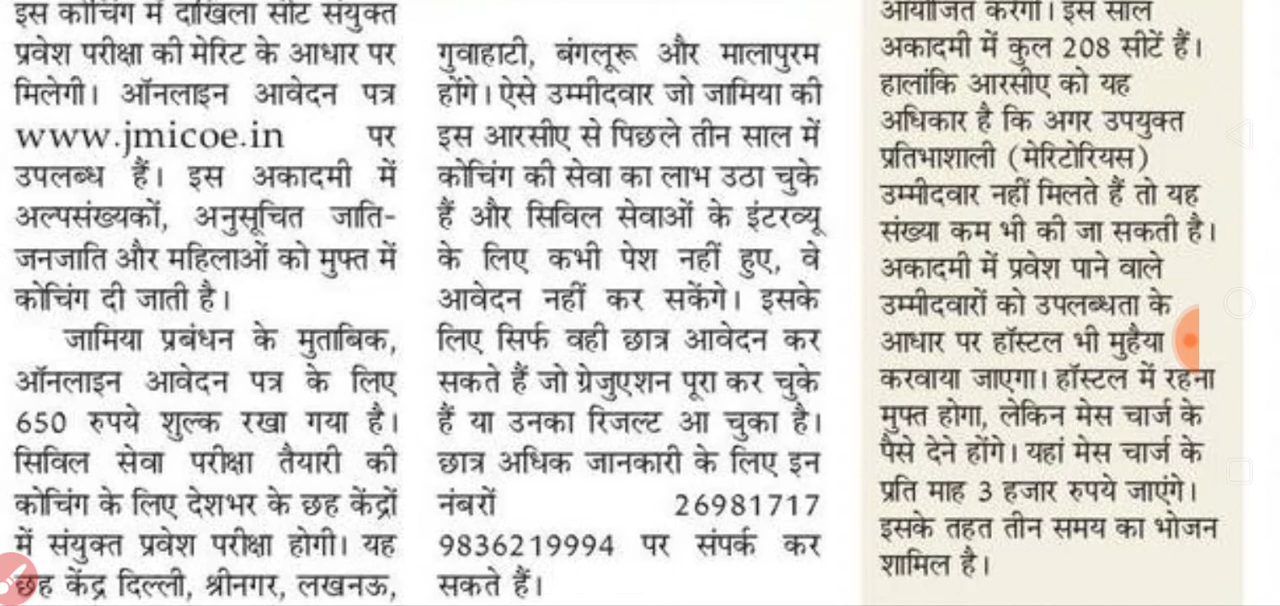 इस कोचिंग में दाखिला सीट संयुक्त
प्रवेश परीक्षा की मेरिट के आधार पर
मिलेगी। ऑनलाइन आवेदन पत्र
www.jmicoe.in पर
उपलब्ध हैं। इस अकादमी में
अल्पसंख्यकों, अनुसूचित जाति-
जनजाति और महिलाओं को मुफ्त में
कोचिंग दी जाती है।
जामिया प्रबंधन के मुताबिक,
ऑनलाइन आवेदन पत्र के लिए
650 रुपये शुल्क रखा गया है।
सिविल सेवा परीक्षा तैयारी की
कोचिंग के लिए देशभर के छह केंद्रों
में संयुक्त प्रवेश परीक्षा होगी। यह
छह केंद्र दिल्ली, श्रीनगर, लखनऊ,
गुवाहाटी, बंगलूरू और मालापुरम
होंगे। ऐसे उम्मीदवार जो जामिया की
इस आरसीए से पिछले तीन साल में
कोचिंग की सेवा का लाभ उठा चुके
हैं और सिविल सेवाओं के इंटरव्यू
के लिए कभी पेश नहीं हुए, वे
आवेदन नहीं कर सकेंगे। इसके
लिए सिर्फ वही छात्र आवेदन कर
सकते हैं जो ग्रेजुएशन पूरा कर चुके
हैं या उनका रिजल्ट आ चुका है।
छात्र अधिक जानकारी के लिए इन
नंबरों 26981717
9836219994 पर संपर्क कर
सकते हैं।
आयोजित करेगी। इस साल
अकादमी में कुल 208 सीटें हैं।
हालांकि आरसीए को यह
अधिकार है कि अगर उपयुक्त
प्रतिभाशाली (मेरिटोरियस)
उम्मीदवार नहीं मिलते हैं तो यह
संख्या कम भी की जा सकती है।
अकादमी में प्रवेश पाने वाले
उम्मीदवारों को उपलब्धता के
आधार पर हॉस्टल भी मुहैया
करवाया जाएगा। हॉस्टल में रहना
मुफ्त होगा, लेकिन मेस चार्ज के
पैसे देने होंगे। यहां मेस चार्ज के
प्रति माह 3 हजार रुपये जाएंगे।
इसके तहत तीन समय का भोजन
शामिल है।